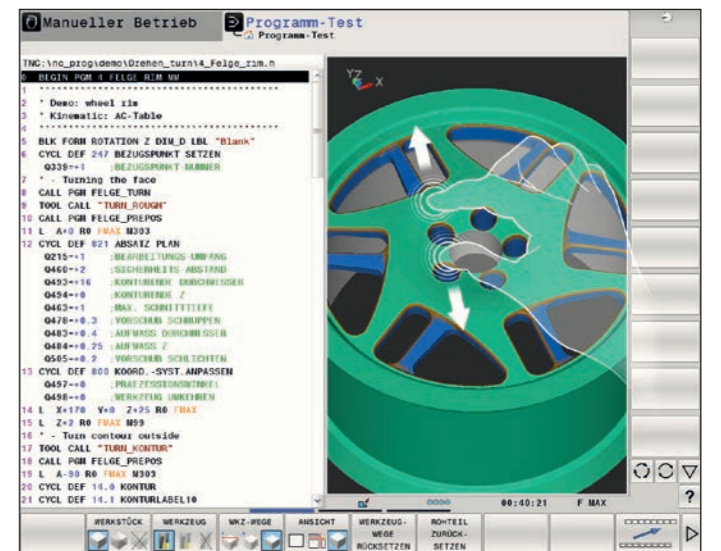 Manueller Betrieb
Programm-Test
Programm-Test
TNC:\nc_prog\demo\Drehen_turn\4_Felge_rim.h
0 BEGIN PGM 4_FELGE_RIM MM
1 *
2 * Demo: wheel rim
3 * Kinematic: AC-Table
4 *
5 BLK FORM ROTATION Z DIM_D LBL "Blank"
6 CYCL DEF 247 BEZUGSPUNKT SETZEN
Q339=+1 ;BEZUGSPUNKT-NUMMER
7 * - Turning the face
8 CALL PGM FELGE_TURN
9 TOOL CALL "TURN_ROUGH"
10 CALL PGM FELGE_PREPOS
11 L A+0 R0 FMAX M303
12 CYCL DEF 821 ABSATZ PLAN
Q215=+1 ;BEARBEITUNGS-UMFANG
Q460=+2 ;SICHERHEITS-ABSTAND
Q493=+16 ;KONTURENDE DURCHMESSER
Q494=+0 ;KONTURENDE Z
Q463=+1 ;MAX. SCHNITTTIEFE
Q478=+0.3 ;VORSCHUB SCHRUPPEN
Q483=+0.4 ;AUFMASS DURCHMESSER
Q484=+0.25 ;AUFMASS Z
Q505=+0.2 ;VORSCHUB SCHLICHTEN
13 CYCL DEF 800 KOORD.-SYST.ANPASSEN
Q497=+0 ;PRAEZESSIONSWINKEL
Q498=+0 ;WERKZEUG UMKEHREN
14 L X+170 Y+0 Z+25 R0 FMAX
15 L Z+2 R0 FMAX M99
16 * - Turn contour outside
17 TOOL CALL "TURN_KONTUR"
18 CALL PGM FELGE_PREPOS
19 L A-90 R0 FMAX M303
20 CYCL DEF 14.0 KONTUR
21 CYCL DEF 14.1 KONTURLABEL10
YZ X
00:40:21 F MAX
?
WERKSTÜCK
WERKZEUG
WKZ-WEGE
ANSICHT
WERKZEUG-
WEGE
RÜCKSETZEN
ROHTEIL
ZURÜCK-
SETZEN